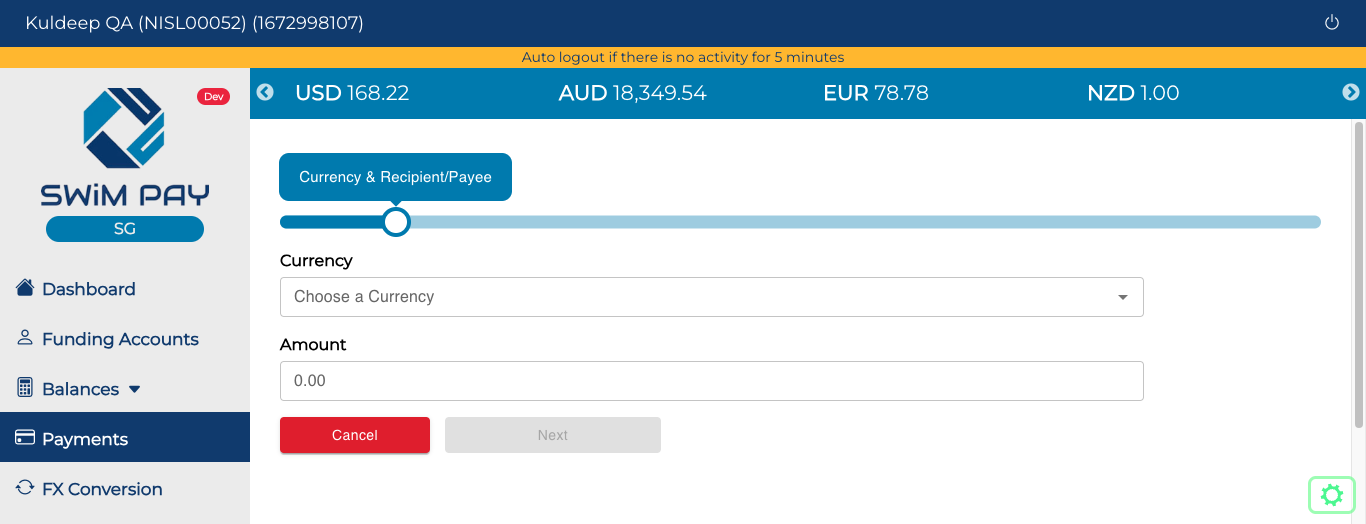 Kuldeep QA (NISL00052) (1672998107)
Auto logout if there is no activity for 5 minutes
Dev
SWiM PAY
SG
Dashboard
Funding Accounts
Balances
Payments
FX Conversion
USD 168.22 AUD 18,349.54 EUR 78.78 NZD 1.00
Currency & Recipient/Payee
Currency
Choose a Currency
Amount
0.00
Cancel Next